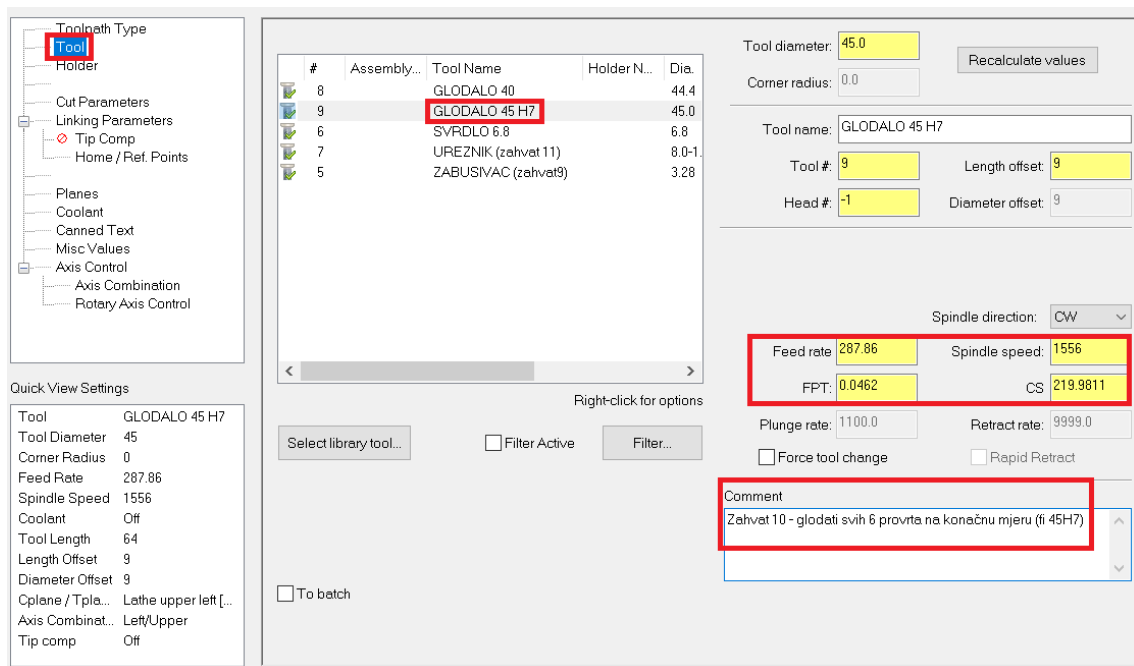 Toolpath Type
Tool
Holder
Cut Parameters
Linking Parameters
Tip Comp
Home / Ref. Points
Planes
Coolant
Canned Text
Misc Values
Axis Control
Axis Combination
Rotary Axis Control
Quick View Settings
Tool GLODALO 45 H7
Tool Diameter 45
Corner Radius 0
Feed Rate 287.86
Spindle Speed 1556
Coolant Off
Tool Length 64
Length Offset 9
Diameter Offset 9
Cplane / Tpla... Lathe upper left [...
Axis Combinat... Left/Upper
Tip comp Off
# Assembly... Tool Name Holder N... Dia.
8 GLODALO 40 44.4
9 GLODALO 45 H7 45.0
6 SVRDLO 6.8 6.8
7 UREZNIK (zahvat 11) 8.0-1.
5 ZABUSIVAC (zahvat9) 3.28
Right-click for options
Select library tool... Filter Active Filter...
To batch
Tool diameter: 45.0 Recalculate values
Corner radius: 0.0
Tool name: GLODALO 45 H7
Tool #: 9 Length offset: 9
Head #: -1 Diameter offset: 9
Spindle direction: CW
Feed rate 287.86 Spindle speed: 1556
FPT: 0.0462 CS 219.9811
Plunge rate: 1100.0 Retract rate: 9999.0
Force tool change Rapid Retract
Comment
Zahvat 10 - glodati svih 6 provrta na konačnu mjeru (fi 45H7)